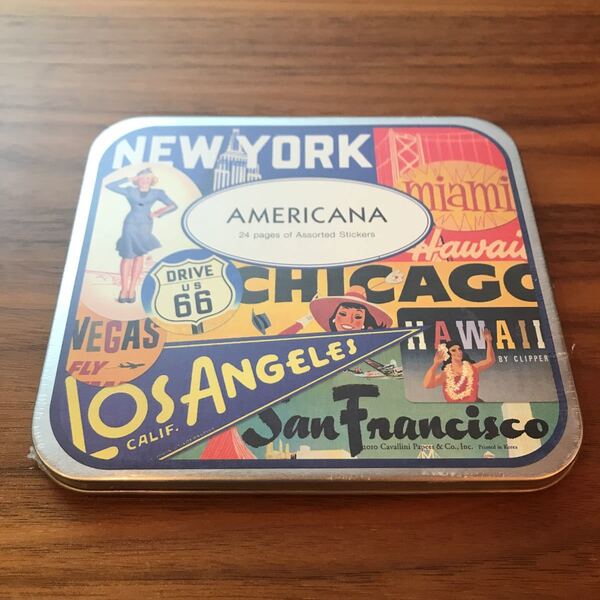 NEW YORK
miami
Hawaii
AMERICANA
24 pages of Assorted Stickers
DRIVE
US
66
CHICAGO
VEGAS
FLY
HAWAII
BY CLIPPER
LOS ANGELES
CALIF.
San Francisco
2010 Cavallini Papers & Co., Inc. Printed in Korea